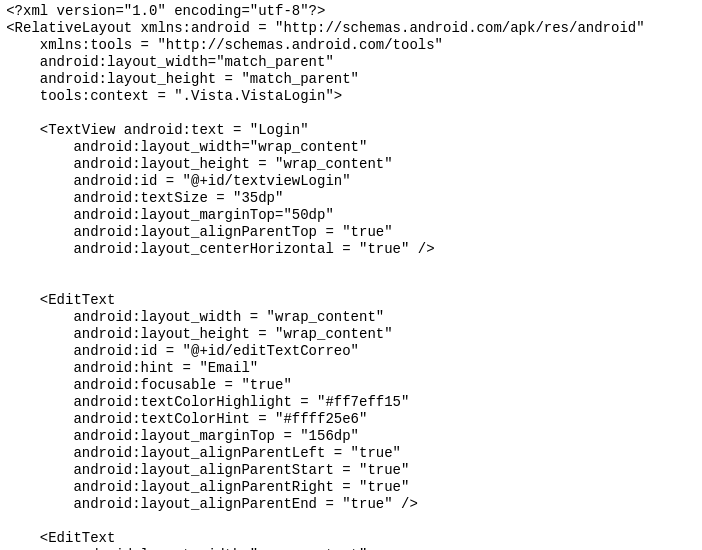 <?xml version="1.0" encoding="utf-8"?>
<RelativeLayout xmlns:android = "http://schemas.android.com/apk/res/android"
    xmlns:tools = "http://schemas.android.com/tools"
    android:layout_width="match_parent"
    android:layout_height = "match_parent"
    tools:context = ".Vista.VistaLogin">

    <TextView android:text = "Login"
        android:layout_width="wrap_content"
        android:layout_height = "wrap_content"
        android:id = "@+id/textviewLogin"
        android:textSize = "35dp"
        android:layout_marginTop="50dp"
        android:layout_alignParentTop = "true"
        android:layout_centerHorizontal = "true" />


    <EditText
        android:layout_width = "wrap_content"
        android:layout_height = "wrap_content"
        android:id = "@+id/editTextCorreo"
        android:hint = "Email"
        android:focusable = "true"
        android:textColorHighlight = "#ff7eff15"
        android:textColorHint = "#ffff25e6"
        android:layout_marginTop = "156dp"
        android:layout_alignParentLeft = "true"
        android:layout_alignParentStart = "true"
        android:layout_alignParentRight = "true"
        android:layout_alignParentEnd = "true" />

    <EditText